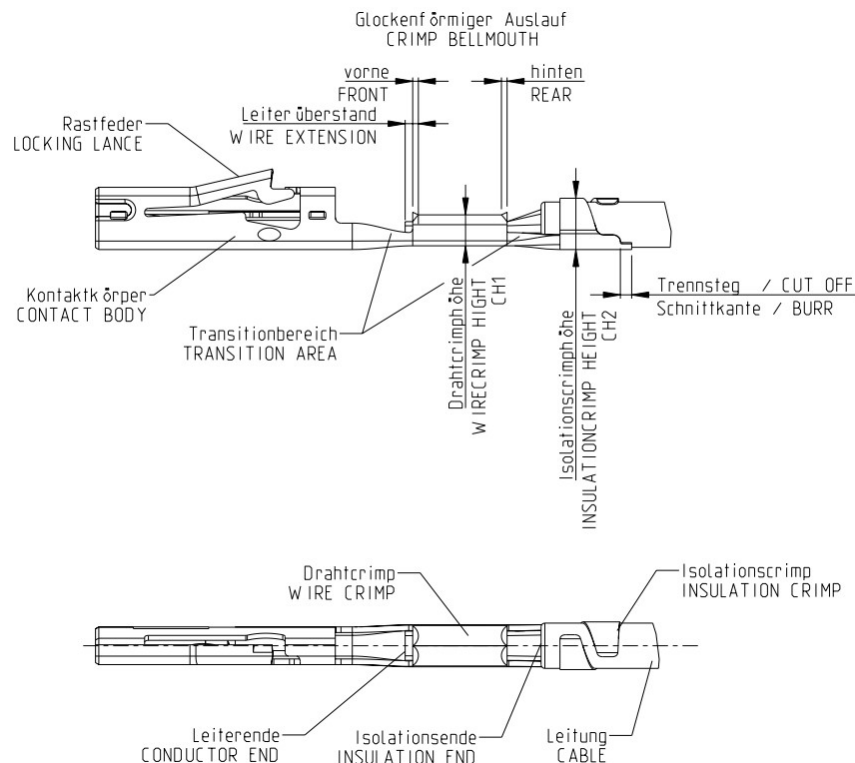 Glockenförmiger Auslauf
CRIMP BELLMOUTH
vorne
FRONT
hinten
REAR
Leiterüberstand
WIRE EXTENSION
Rastfeder
LOCKING LANCE
Kontaktkörper
CONTACT BODY
Transitionbereich
TRANSITION AREA
Drahtcrimphöhe
WIRECRIMP HIGHT
CH1
Isolationscrimphöhe
INSULATIONCRIMP HEIGHT
CH2
Trennsteg / CUT OFF
Schnittkante / BURR
Drahtcrimp
WIRE CRIMP
Isolationscrimp
INSULATION CRIMP
Leiterende
CONDUCTOR END
Isolationsende
INSULATION END
Leitung
CABLE